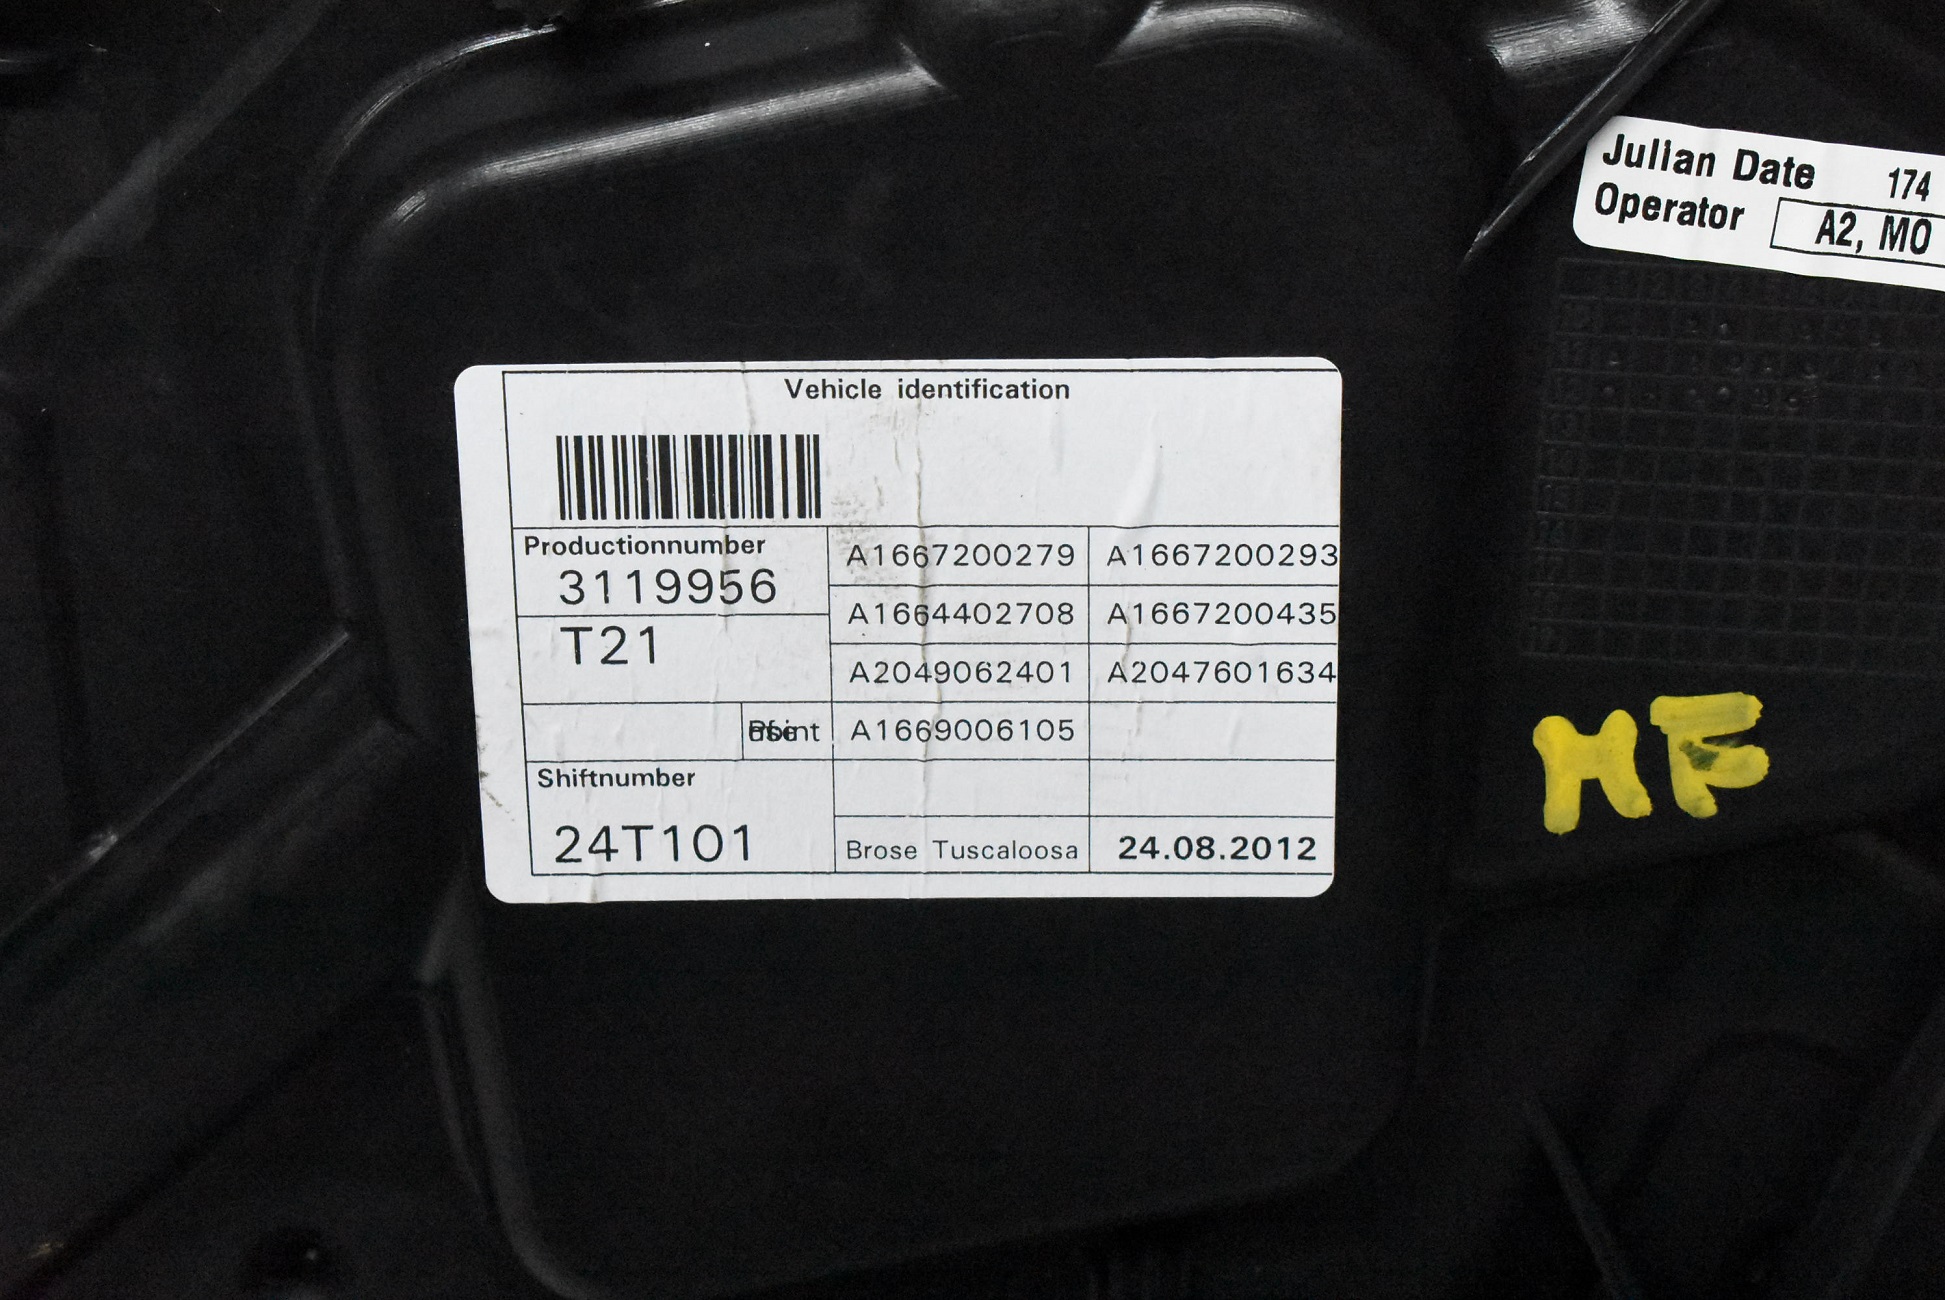 Julian Date 174
Operator A2, MO
Vehicle identification
Productionnumber
3119956
T21
A1667200279 A1667200293
A1664402708 A1667200435
A2049062401 A2047601634
A1669006105
Shiftnumber
24T101
Brose Tuscaloosa 24.08.2012
HF